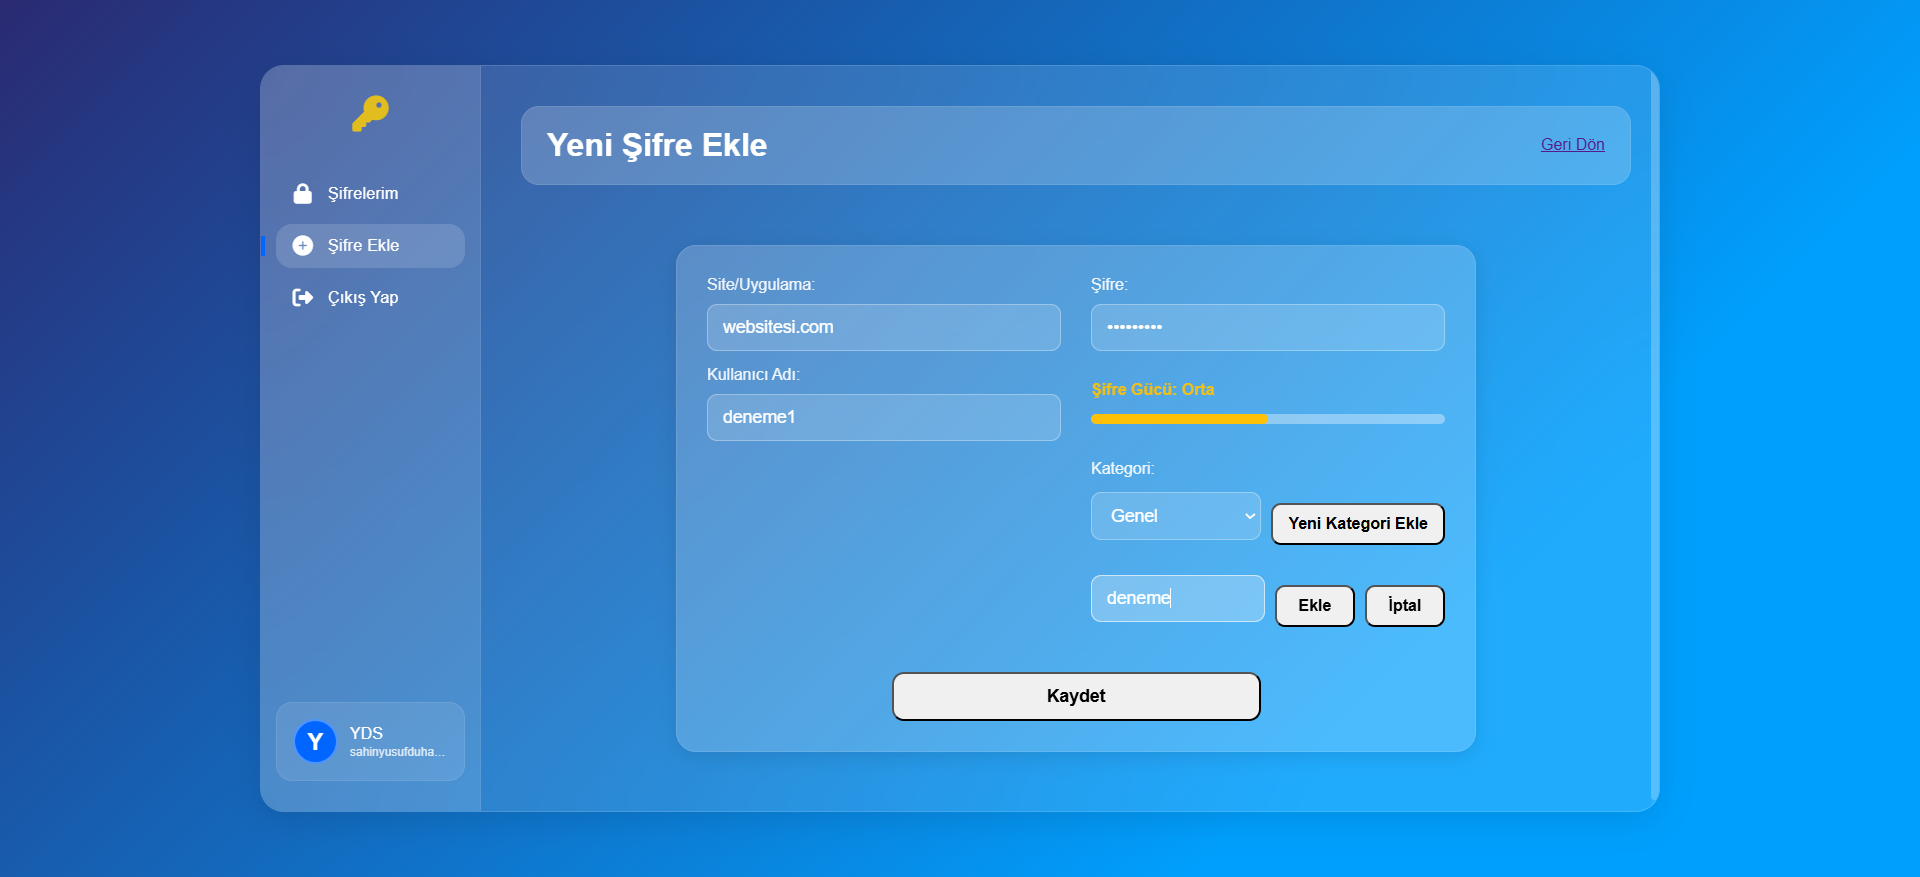 Yeni Şifre Ekle
Geri Dön
Şifrelerim
Şifre Ekle
Çıkış Yap
Site/Uygulama:
websitesi.com
Kullanıcı Adı:
deneme1
Şifre:
•••••••••
Şifre Gücü: Orta
Kategori:
Genel
Yeni Kategori Ekle
deneme
Ekle
İptal
Kaydet
Y
YDS
sahinyusufduha...